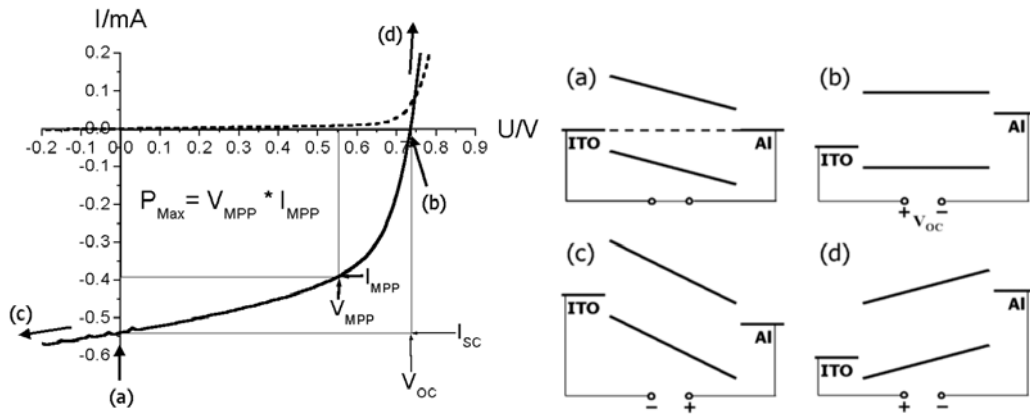 I/mA
(d)
0.2
0.1
0.0
-0.2 -0.1 0.0 0.1 0.2 0.3 0.4 0.5 0.6 0.7 0.8 0.9
U/V
-0.1
P_Max = V_MPP * I_MPP
(b)
-0.2
-0.3
-0.4
I_MPP
V_MPP
(c)
-0.5
I_SC
-0.6
(a)
V_OC
(a)
ITO
Al
(b)
ITO
Al
+ V_OC -
(c)
ITO
Al
- +
(d)
ITO
Al
+ -